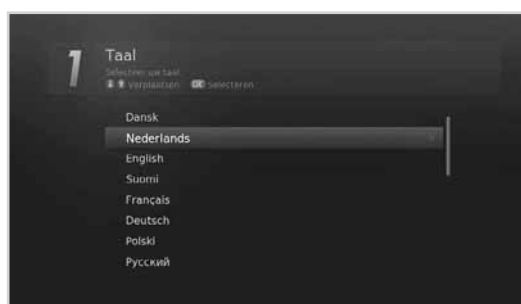 1
Taal
Selecteer uw taal.
Verplaatsen OK Selecteren
Dansk
Nederlands
English
Suomi
Français
Deutsch
Polski
Русский